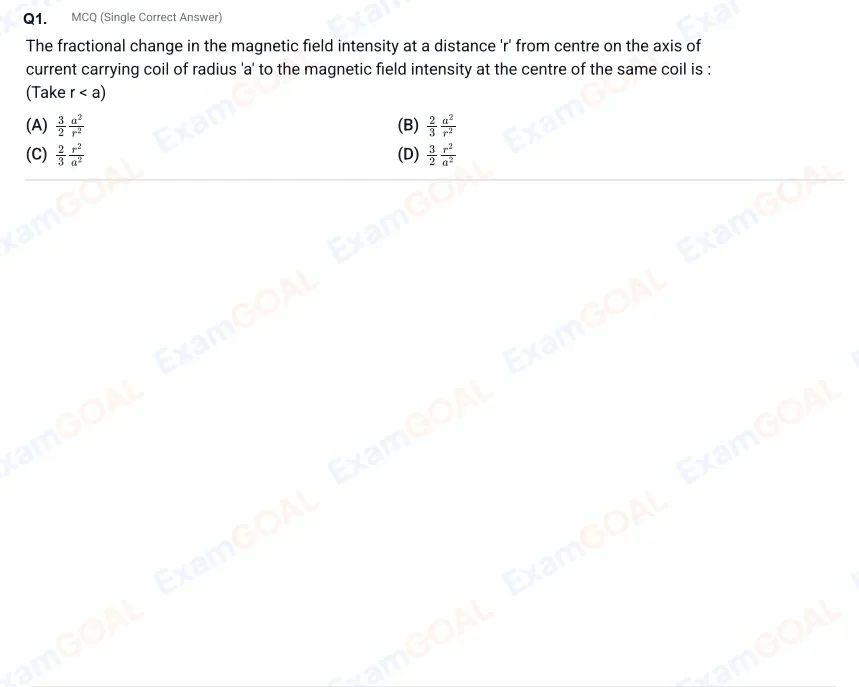 Q1. MCQ (Single Correct Answer)
The fractional change in the magnetic field intensity at a distance 'r' from centre on the axis of
current carrying coil of radius 'a' to the magnetic field intensity at the centre of the same coil is :
(Take r < a)
(A) 3/2 a²/r² (B) 2/3 a²/r²
(C) 2/3 r²/a² (D) 3/2 r²/a²
ExamGOAL